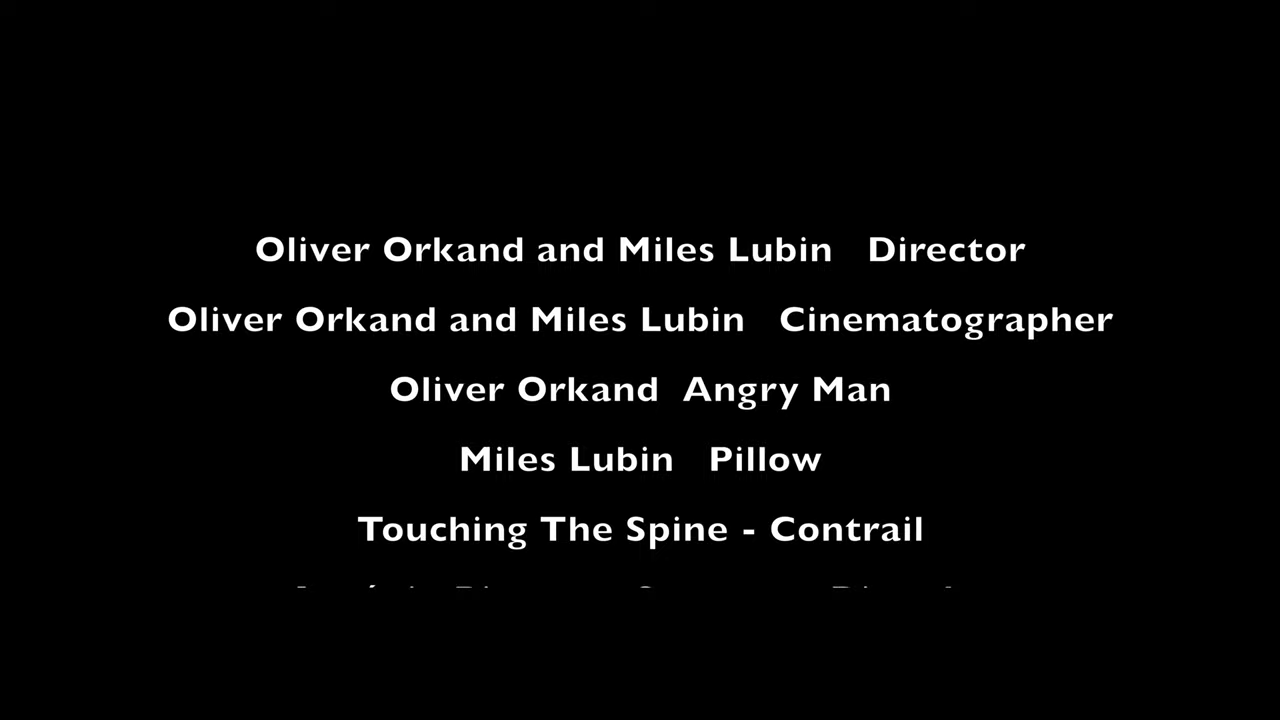 Oliver Orkand and Miles Lubin Director
Oliver Orkand and Miles Lubin Cinematographer
Oliver Orkand Angry Man
Miles Lubin Pillow
Touching The Spine - Contrail